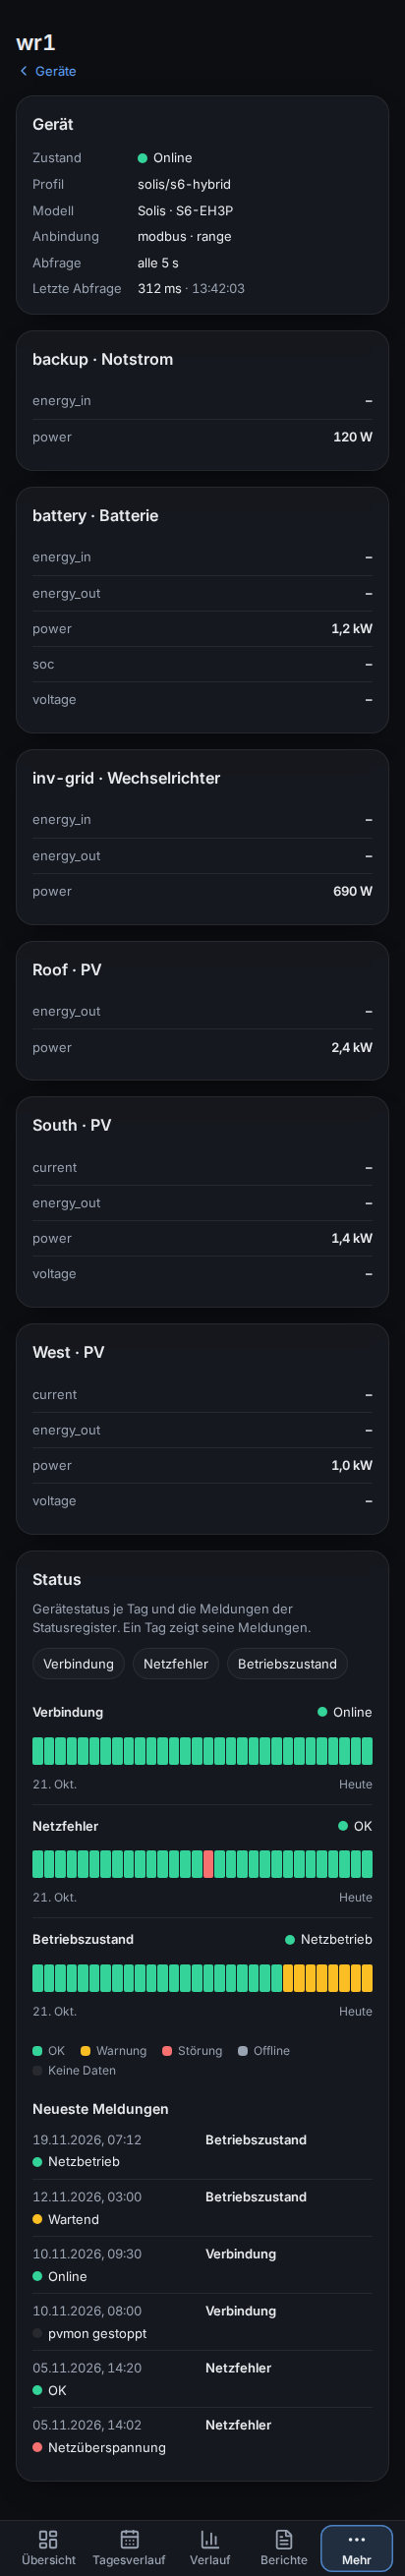 wr1
Geräte
Gerät
Zustand Online
Profil solis/s6-hybrid
Modell Solis · S6-EH3P
Anbindung modbus · range
Abfrage alle 5 s
Letzte Abfrage 312 ms · 13:42:03
backup · Notstrom
energy_in –
power 120 W
battery · Batterie
energy_in –
energy_out –
power 1,2 kW
soc –
voltage –
inv-grid · Wechselrichter
energy_in –
energy_out –
power 690 W
Roof · PV
energy_out –
power 2,4 kW
South · PV
current –
energy_out –
power 1,4 kW
voltage –
West · PV
current –
energy_out –
power 1,0 kW
voltage –
Status
Gerätestatus je Tag und die Meldungen der
Statusregister. Ein Tag zeigt seine Meldungen.
Verbindung Netzfehler Betriebszustand
Verbindung Online
21. Okt. Heute
Netzfehler OK
21. Okt. Heute
Betriebszustand Netzbetrieb
21. Okt. Heute
OK Warnung Störung Offline
Keine Daten
Neueste Meldungen
19.11.2026, 07:12 Betriebszustand
Netzbetrieb
12.11.2026, 03:00 Betriebszustand
Wartend
10.11.2026, 09:30 Verbindung
Online
10.11.2026, 08:00 Verbindung
pvmon gestoppt
05.11.2026, 14:20 Netzfehler
OK
05.11.2026, 14:02 Netzfehler
Netzüberspannung
Übersicht Tagesverlauf Verlauf Berichte Mehr